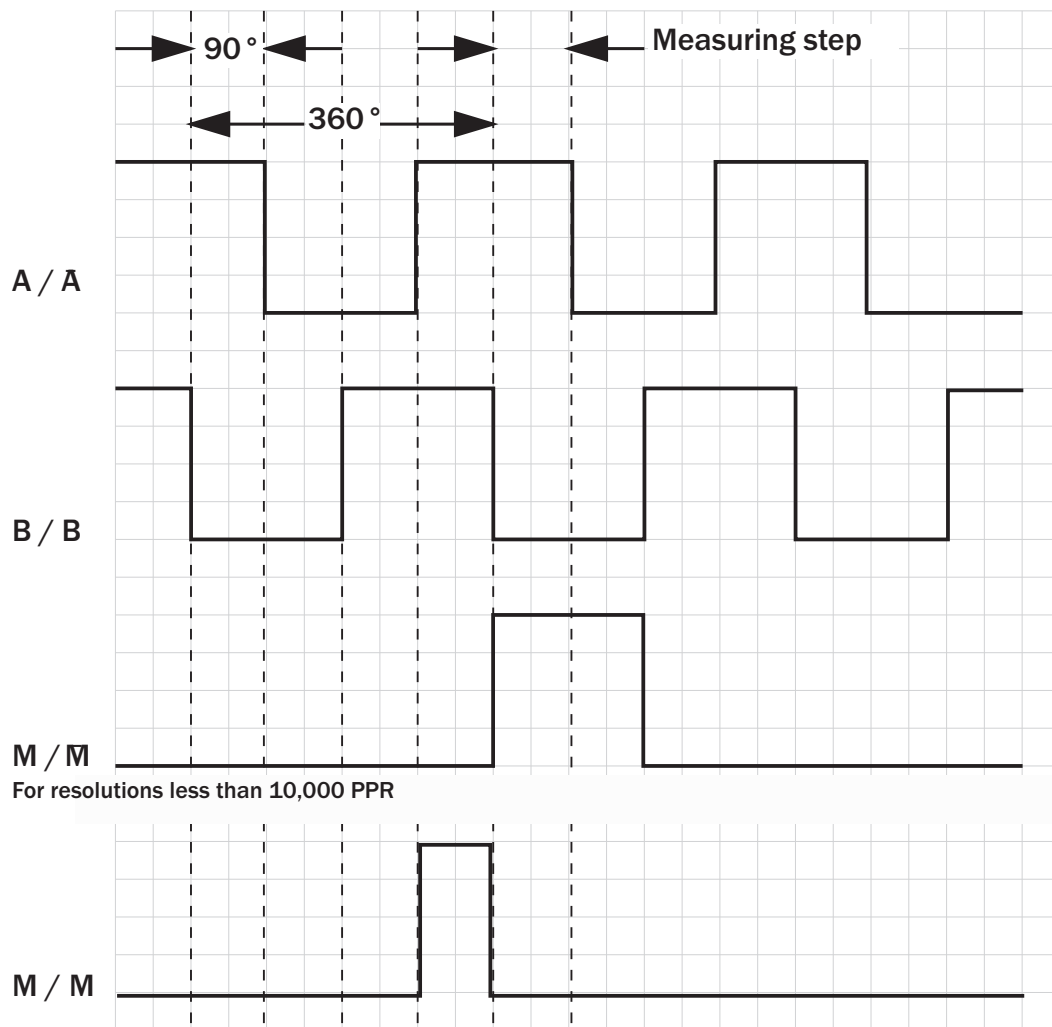 90°
Measuring step
360°
A / A̅
B / B
M / M̅
For resolutions less than 10,000 PPR
M / M